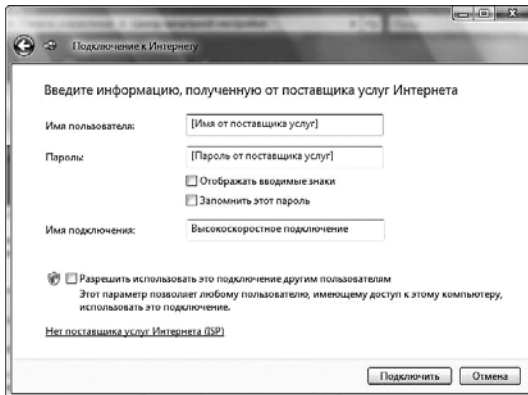 Подключение к Интернету
Введите информацию, полученную от поставщика услуг Интернета
Имя пользователя: [Имя от поставщика услуг]
Пароль: [Пароль от поставщика услуг]
Отображать вводимые знаки
Запомнить этот пароль
Имя подключения: Высокоскоростное подключение
Разрешить использовать это подключение другим пользователям
Этот параметр позволяет любому пользователю, имеющему доступ к этому компьютеру,
использовать это подключение.
Нет поставщика услуг Интернета (ISP)
Подключить Отмена